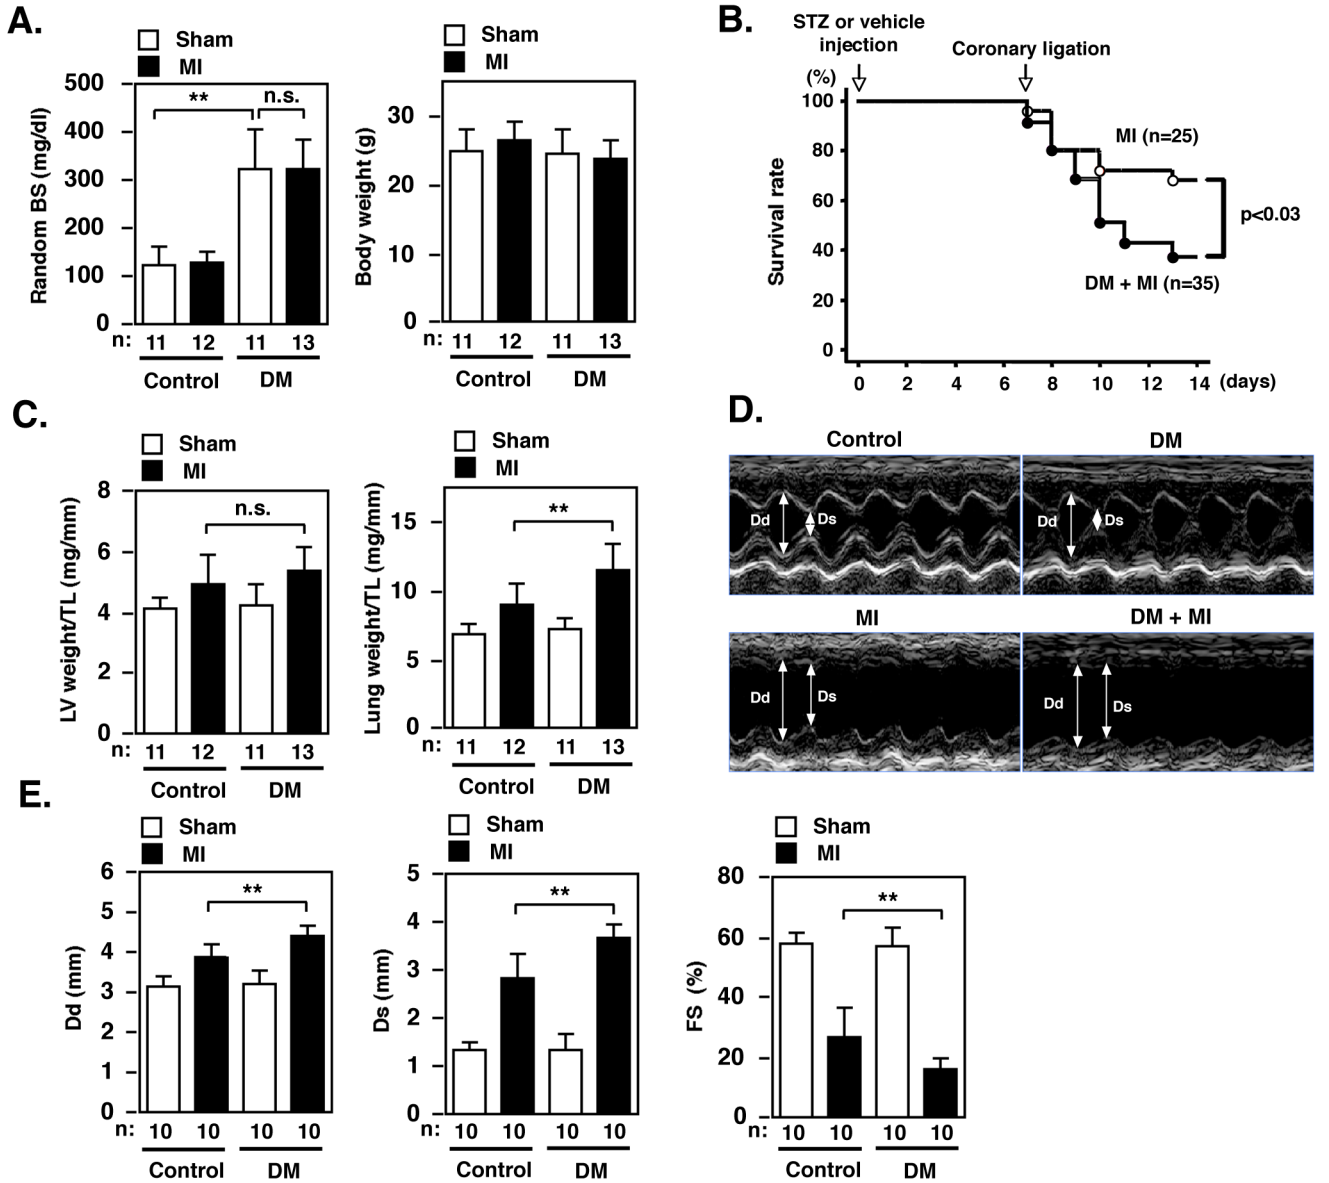 A.
Sham
MI
500
400
300
200
100
0
Random BS (mg/dl)
**
n.s.
n: 11 12 11 13
Control DM
Sham
MI
30
20
10
0
Body weight (g)
n: 11 12 11 13
Control DM
B.
STZ or vehicle
injection
Coronary ligation
(%)
100
80
60
40
20
0
Survival rate
MI (n=25)
p<0.03
DM + MI (n=35)
0 2 4 6 8 10 12 14 (days)
C.
Sham
MI
8
6
4
2
0
LV weight/TL (mg/mm)
n.s.
n: 11 12 11 13
Control DM
Sham
MI
15
10
5
0
Lung weight/TL (mg/mm)
**
n: 11 12 11 13
Control DM
D.
Control DM
Dd Ds Dd Ds
MI DM + MI
Dd Ds Dd Ds
E.
Sham
MI
6
5
4
3
2
1
0
Dd (mm)
**
n: 10 10 10 10
Control DM
Sham
MI
5
4
3
2
1
0
Ds (mm)
**
n: 10 10 10 10
Control DM
Sham
MI
80
60
40
20
0
FS (%)
**
n: 10 10 10 10
Control DM